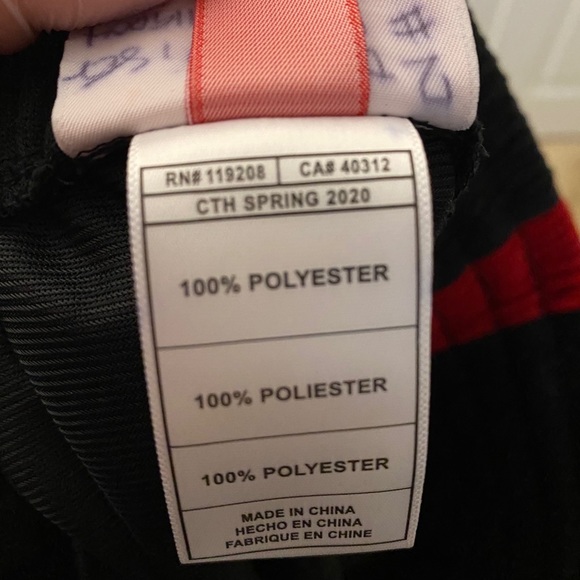 RN# 119208 CA# 40312
CTH SPRING 2020
100% POLYESTER
100% POLIESTER
100% POLYESTER
MADE IN CHINA
HECHO EN CHINA
FABRIQUE EN CHINE